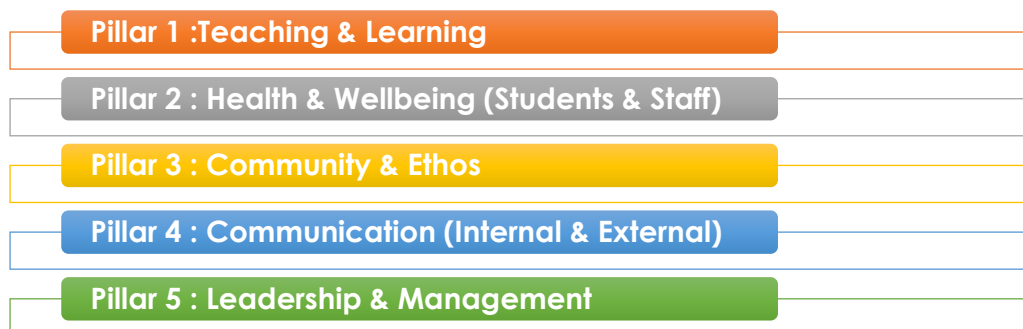 Pillar 1 :Teaching & Learning
Pillar 2 : Health & Wellbeing (Students & Staff)
Pillar 3 : Community & Ethos
Pillar 4 : Communication (Internal & External)
Pillar 5 : Leadership & Management